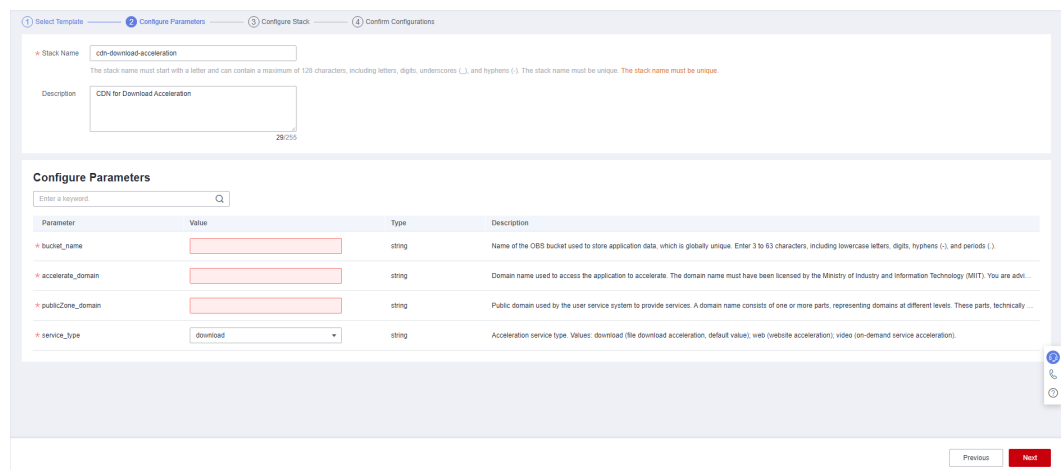 1 Select Template 2 Configure Parameters 3 Configure Stack 4 Confirm Configurations
* Stack Name cdn-download-acceleration
The stack name must start with a letter and can contain a maximum of 128 characters, including letters, digits, underscores (_), and hyphens (-). The stack name must be unique. The stack name must be unique.
Description CDN for Download Acceleration
29/255
Configure Parameters
Enter a keyword.
Parameter Value Type Description
* bucket_name string Name of the OBS bucket used to store application data, which is globally unique. Enter 3 to 63 characters, including lowercase letters, digits, hyphens (-), and periods (.).
* accelerate_domain string Domain name used to access the application to accelerate. The domain name must have been licensed by the Ministry of Industry and Information Technology (MIIT). You are advi...
* publicZone_domain string Public domain used by the user service system to provide services. A domain name consists of one or more parts, representing domains at different levels. These parts, technically ...
* service_type download string Acceleration service type. Values: download (file download acceleration, default value); web (website acceleration); video (on-demand service acceleration).
Previous Next